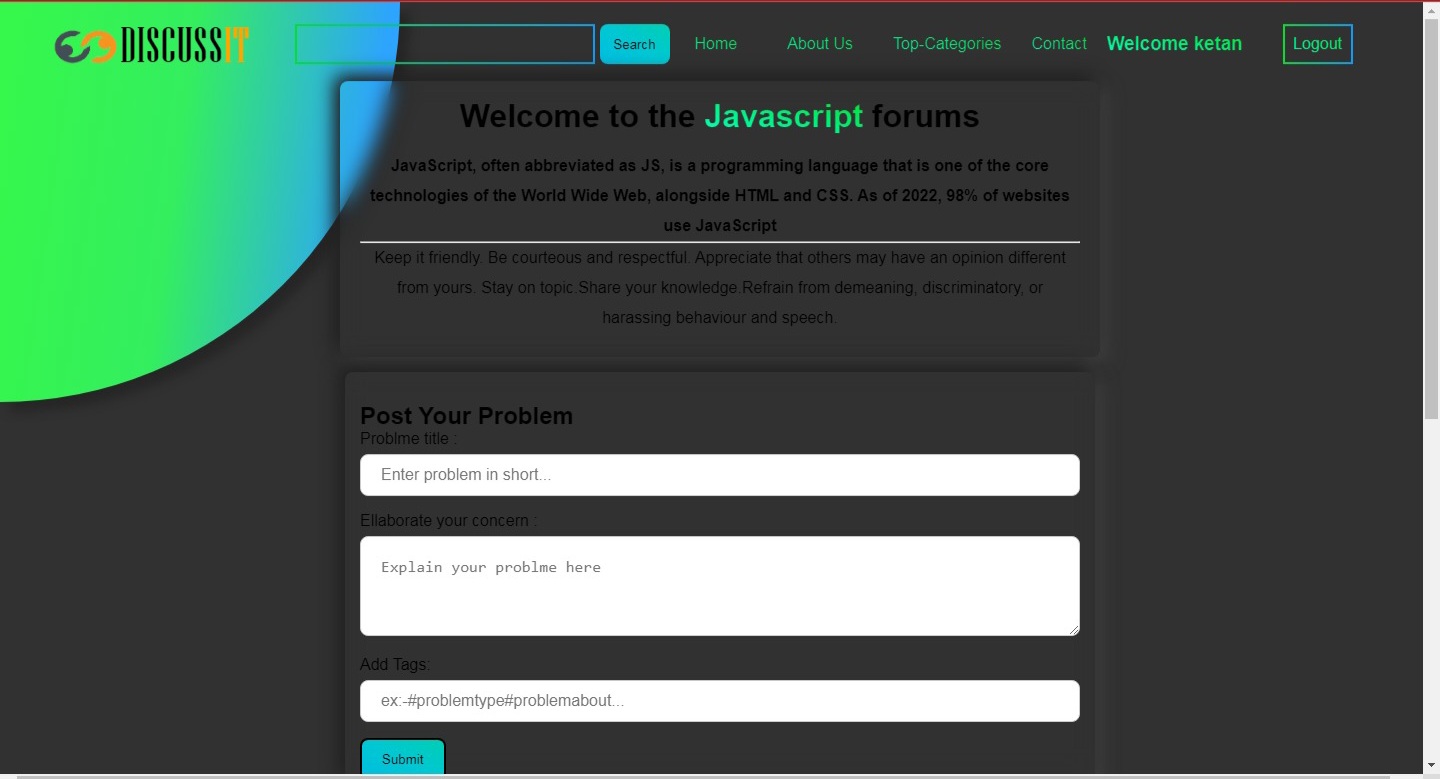 DISCUSSIT
Search
Home
About Us
Top-Categories
Contact
Welcome ketan
Logout
Welcome to the Javascript forums
JavaScript, often abbreviated as JS, is a programming language that is one of the core
technologies of the World Wide Web, alongside HTML and CSS. As of 2022, 98% of websites
use JavaScript
Keep it friendly. Be courteous and respectful. Appreciate that others may have an opinion different
from yours. Stay on topic.Share your knowledge.Refrain from demeaning, discriminatory, or
harassing behaviour and speech.
Post Your Problem
Problme title :
Enter problem in short...
Ellaborate your concern :
Explain your problme here
Add Tags:
ex:-#problemtype#problemabout...
Submit